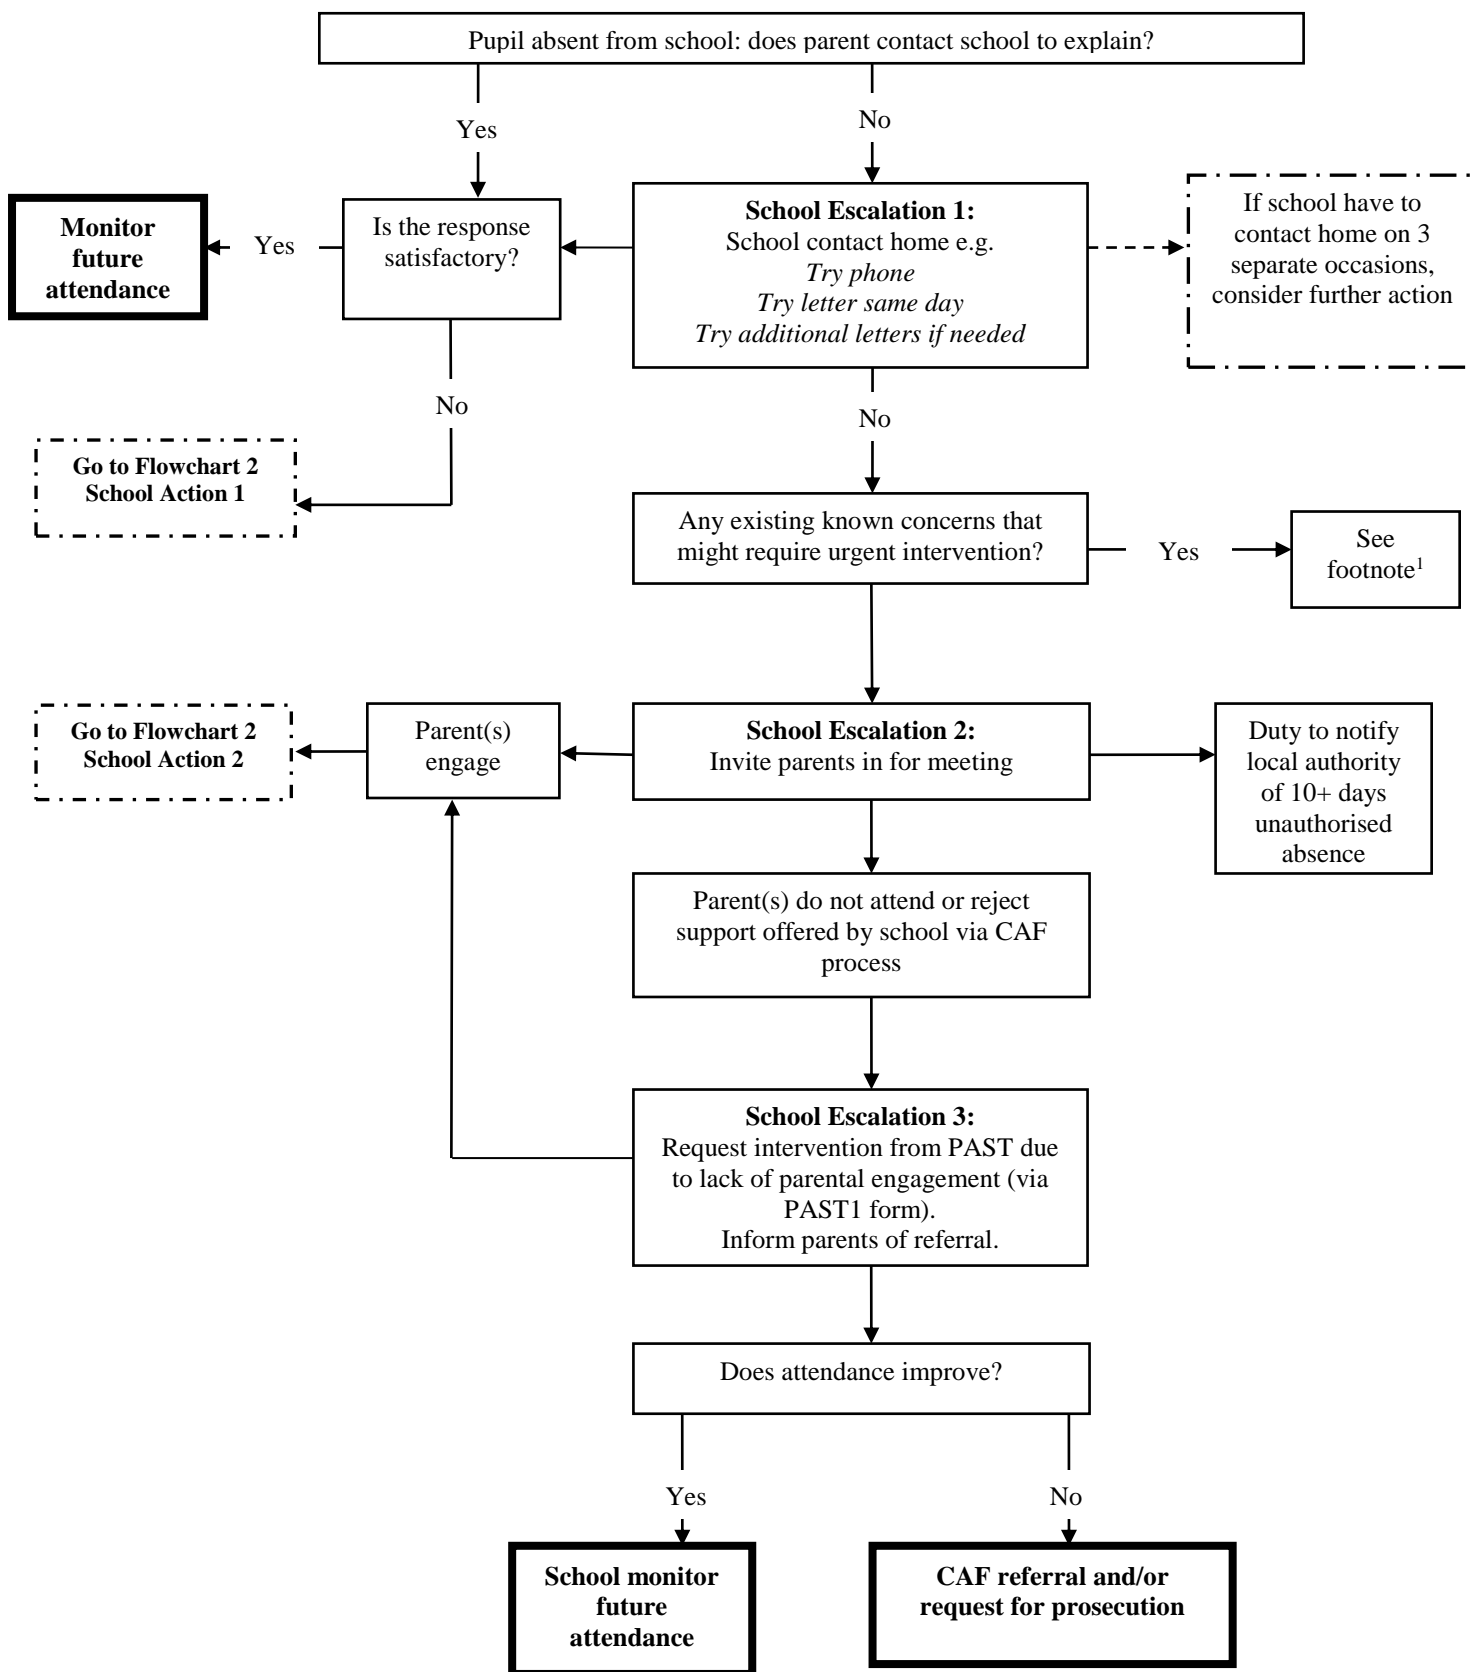 Pupil absent from school: does parent contact school to explain?
Yes
No
Monitor
future
attendance
Yes
Is the response
satisfactory?
School Escalation 1:
School contact home e.g.
Try phone
Try letter same day
Try additional letters if needed
If school have to
contact home on 3
separate occasions,
consider further action
No
No
Go to Flowchart 2
School Action 1
Any existing known concerns that
might require urgent intervention?
Yes
See
footnote¹
Go to Flowchart 2
School Action 2
Parent(s)
engage
School Escalation 2:
Invite parents in for meeting
Duty to notify
local authority
of 10+ days
unauthorised
absence
Parent(s) do not attend or reject
support offered by school via CAF
process
School Escalation 3:
Request intervention from PAST due
to lack of parental engagement (via
PAST1 form).
Inform parents of referral.
Does attendance improve?
Yes
No
School monitor
future
attendance
CAF referral and/or
request for prosecution